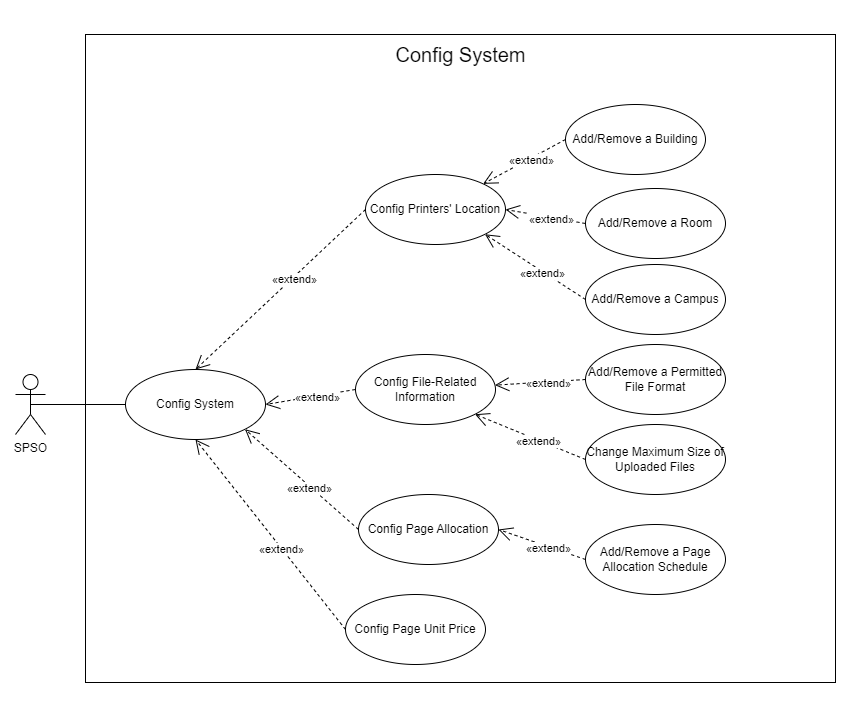 Config System
Add/Remove a Building
«extend»
Config Printers' Location
Add/Remove a Room
«extend»
«extend»
Add/Remove a Campus
«extend»
Config File-Related
Information
Add/Remove a Permitted
File Format
«extend»
«extend»
Config System
SPSO
«extend»
Change Maximum Size of
Uploaded Files
«extend»
Config Page Allocation
«extend»
«extend»
Add/Remove a Page
Allocation Schedule
«extend»
Config Page Unit Price